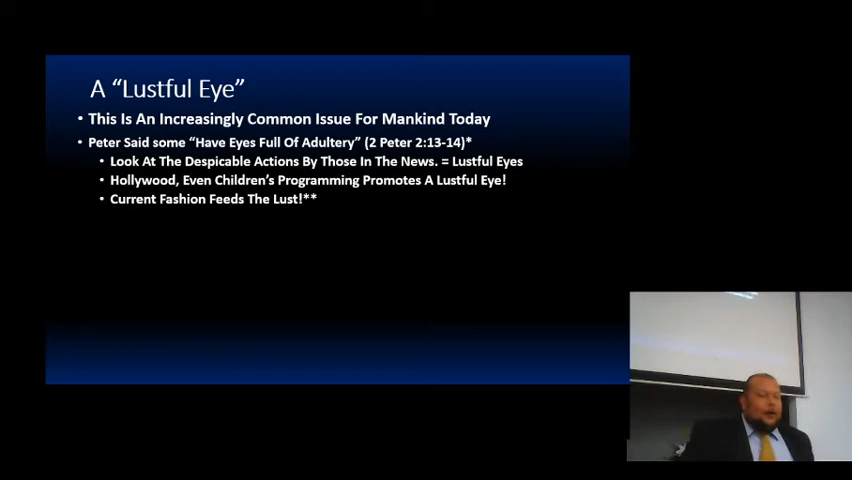 A “Lustful Eye”
• This Is An Increasingly Common Issue For Mankind Today
• Peter Said some “Have Eyes Full Of Adultery” (2 Peter 2:13-14)*
• Look At The Despicable Actions By Those In The News. = Lustful Eyes
• Hollywood, Even Children’s Programming Promotes A Lustful Eye!
• Current Fashion Feeds The Lust!**